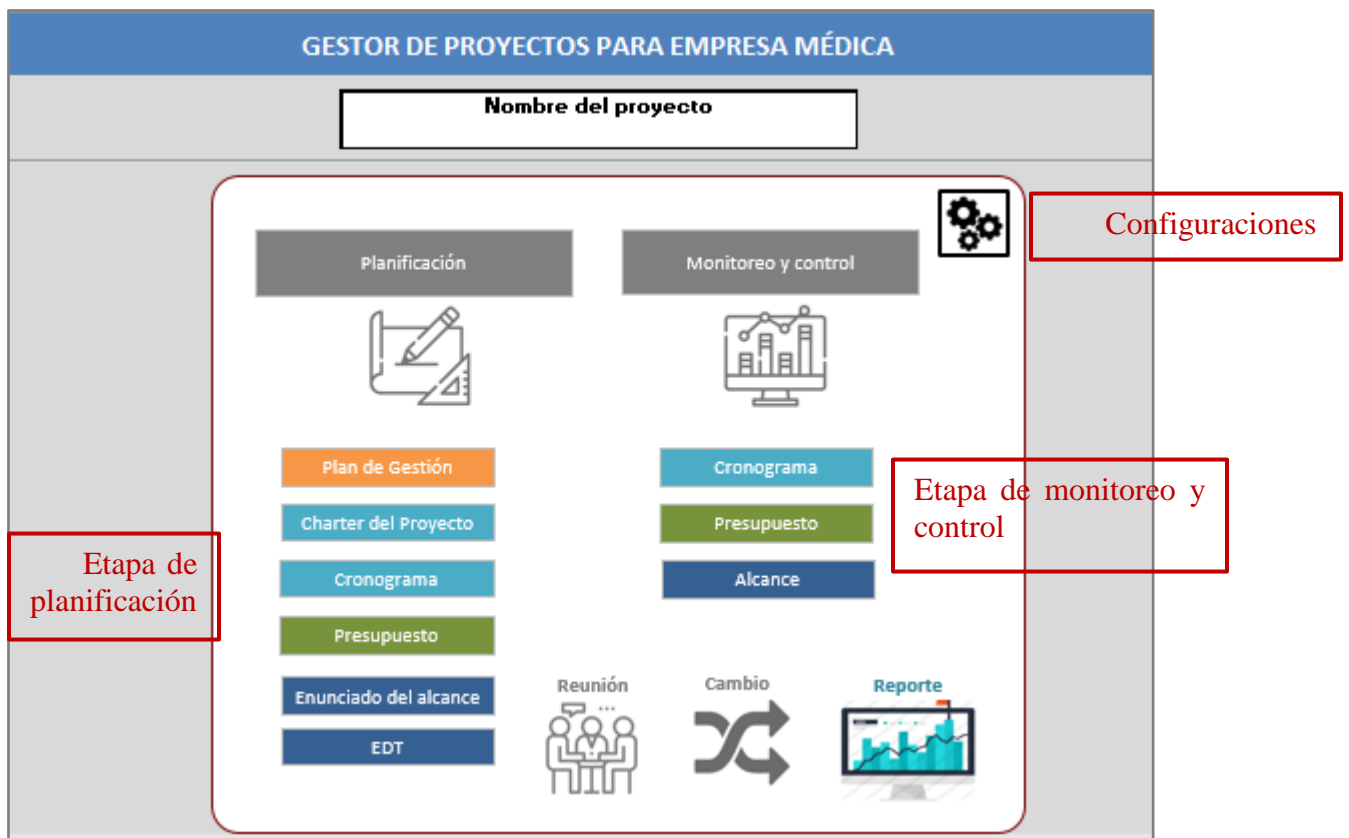 GESTOR DE PROYECTOS PARA EMPRESA MÉDICA
Nombre del proyecto
Configuraciones
Planificación
Monitoreo y control
Plan de Gestión
Charter del Proyecto
Cronograma
Presupuesto
Enunciado del alcance
EDT
Etapa de
planificación
Cronograma
Presupuesto
Alcance
Etapa de monitoreo y
control
Reunión
Cambio
Reporte